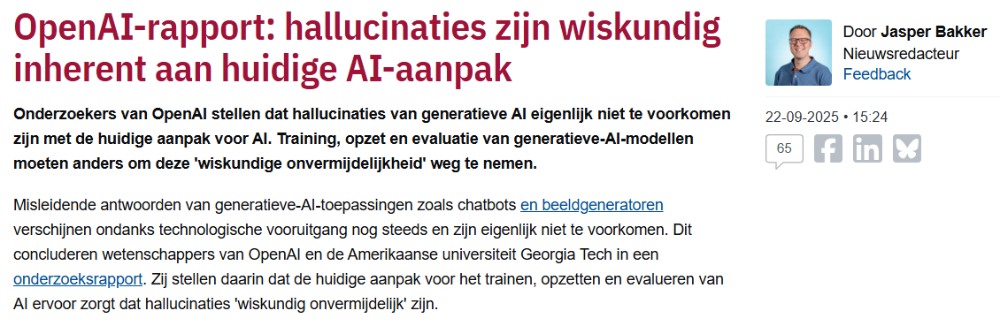 OpenAI-rapport: hallucinaties zijn wiskundig
inherent aan huidige AI-aanpak
Onderzoekers van OpenAI stellen dat hallucinaties van generatieve AI eigenlijk niet te voorkomen
zijn met de huidige aanpak voor AI. Training, opzet en evaluatie van generatieve-AI-modellen
moeten anders om deze 'wiskundige onvermijdelijkheid' weg te nemen.
Misleidende antwoorden van generatieve-AI-toepassingen zoals chatbots en beeldgeneratoren
verschijnen ondanks technologische vooruitgang nog steeds en zijn eigenlijk niet te voorkomen. Dit
concluderen wetenschappers van OpenAI en de Amerikaanse universiteit Georgia Tech in een
onderzoeksrapport. Zij stellen daarin dat de huidige aanpak voor het trainen, opzetten en evalueren van
AI ervoor zorgt dat hallucinaties 'wiskundig onvermijdelijk' zijn.
Door Jasper Bakker
Nieuwsredacteur
Feedback
22-09-2025 • 15:24
65